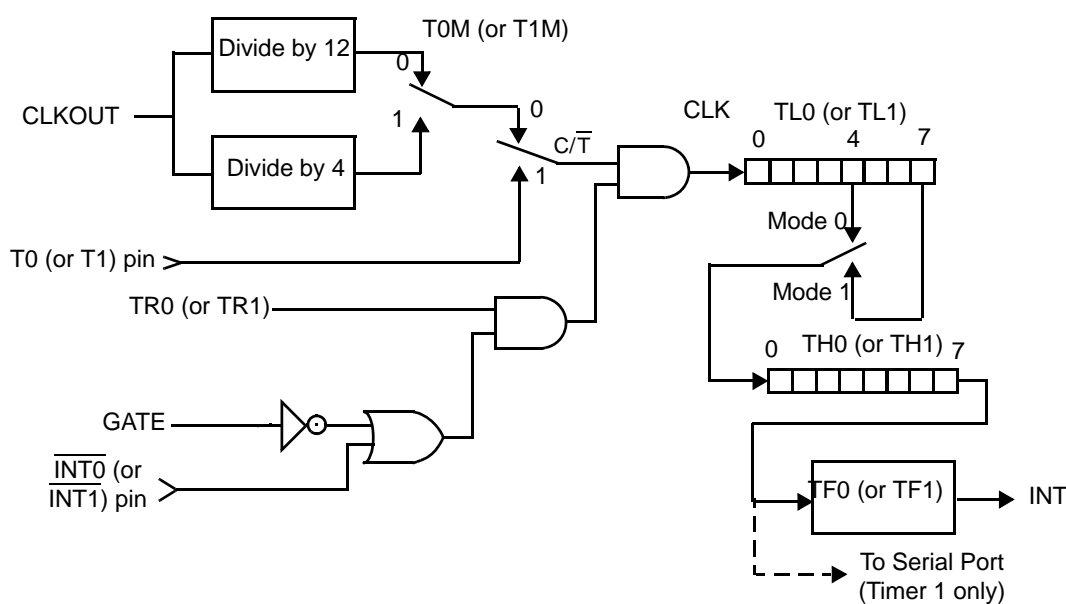 T0M (or T1M)
Divide by 12
0
CLKOUT
1
0
Divide by 4
C/T̅
1
CLK
TL0 (or TL1)
0
4
7
T0 (or T1) pin
Mode 0
Mode 1
TR0 (or TR1)
TH0 (or TH1)
0
7
GATE
I̅N̅T̅0̅ (or
I̅N̅T̅1̅) pin
TF0 (or TF1)
INT
To Serial Port
(Timer 1 only)